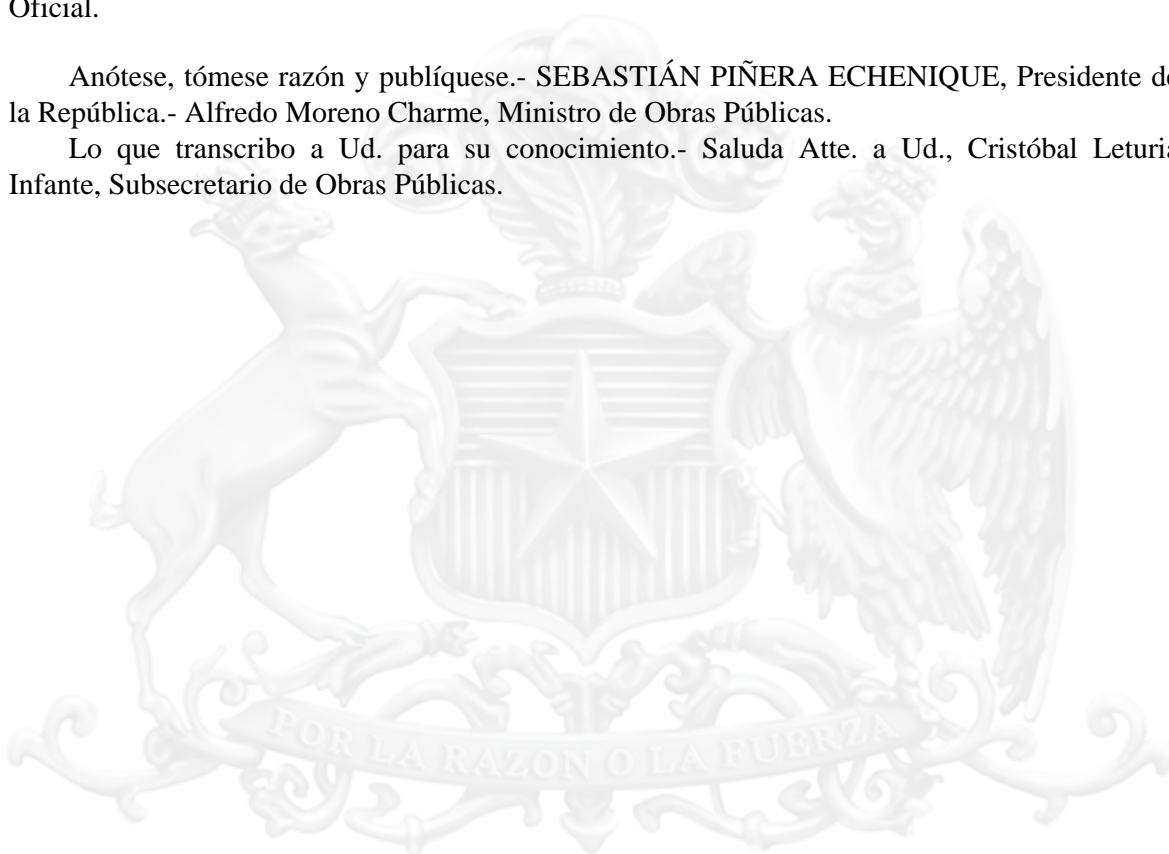 Oficial.
Anótese, tómese razón y publíquese.- SEBASTIÁN PIÑERA ECHENIQUE, Presidente de
la República.- Alfredo Moreno Charme, Ministro de Obras Públicas.
Lo que transcribo a Ud. para su conocimiento.- Saluda Atte. a Ud., Cristóbal Leturia
Infante, Subsecretario de Obras Públicas.
POR LA RAZON O LA FUERZA